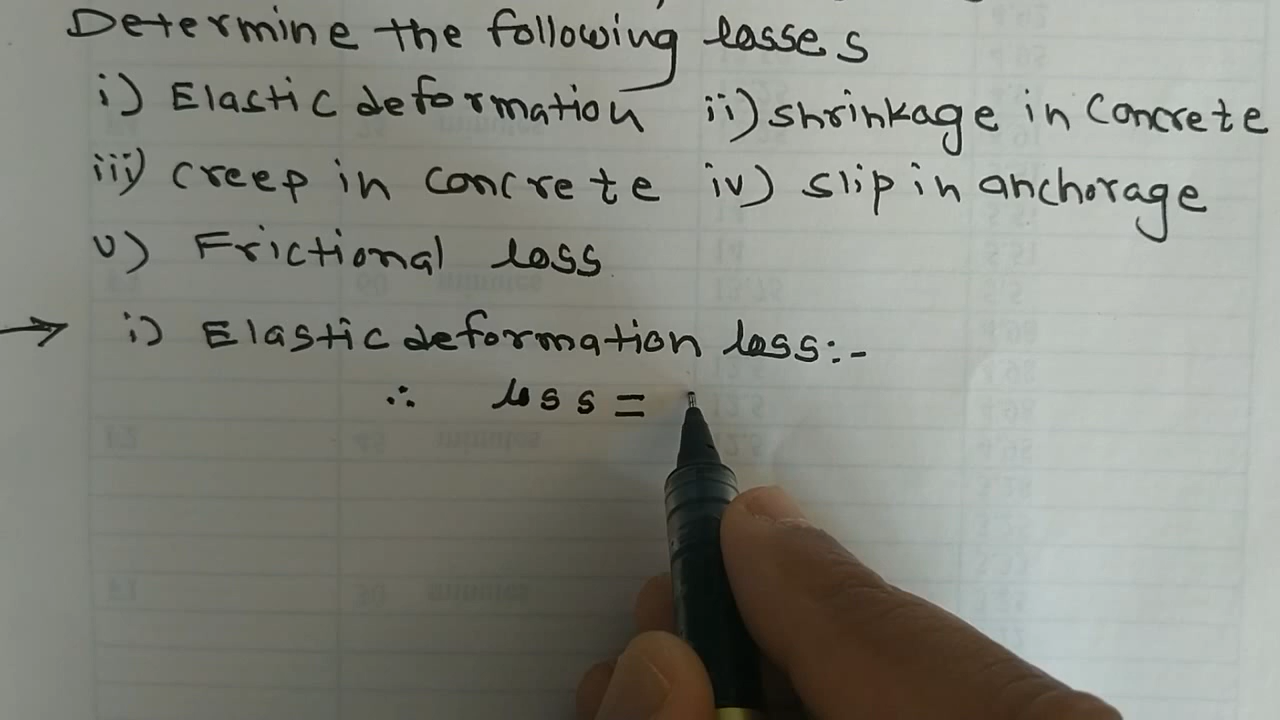 Determine the following losses
i) Elastic deformation ii) shrinkage in concrete
iii) creep in concrete iv) slip in anchorage
v) Frictional loss
→ i) Elastic deformation loss:-
∴ loss =